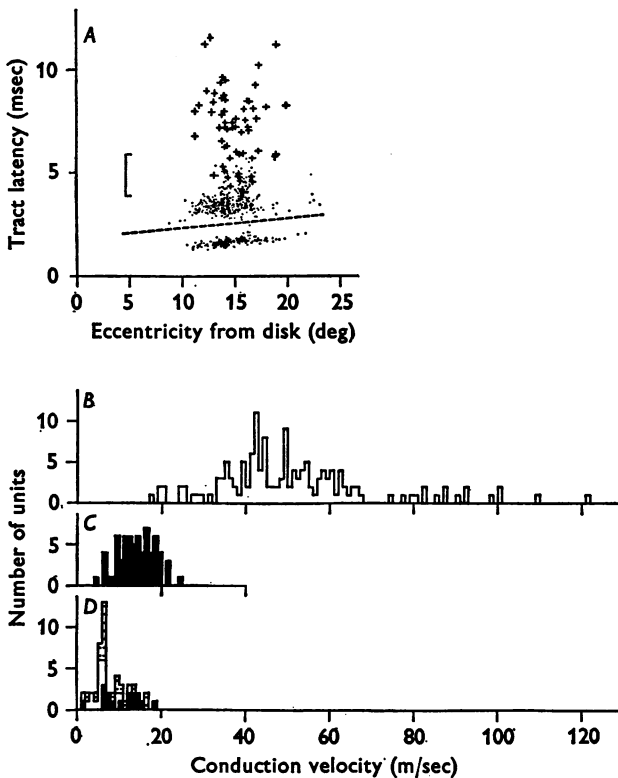 A
Tract latency (msec)
10
5
0
0 5 10 15 20 25
Eccentricity from disk (deg)
B
10
5
0
Number of units
C
5
0
D
10
5
0
0 20 40 60 80 100 120
Conduction velocity (m/sec)